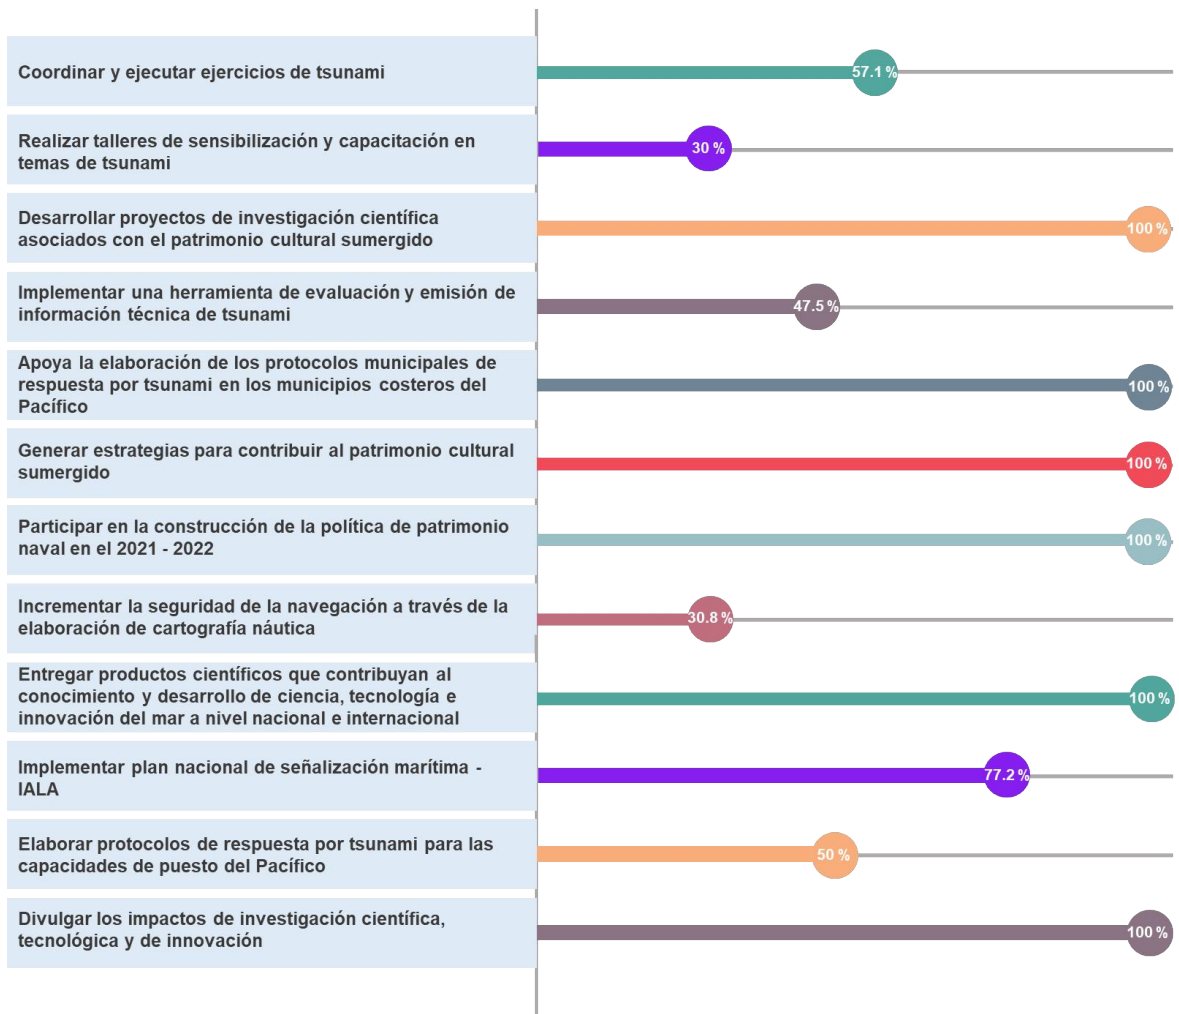 Coordinar y ejecutar ejercicios de tsunami
57.1 %
Realizar talleres de sensibilización y capacitación en
temas de tsunami
30 %
Desarrollar proyectos de investigación científica
asociados con el patrimonio cultural sumergido
100 %
Implementar una herramienta de evaluación y emisión de
información técnica de tsunami
47.5 %
Apoya la elaboración de los protocolos municipales de
respuesta por tsunami en los municipios costeros del
Pacífico
100 %
Generar estrategias para contribuir al patrimonio cultural
sumergido
100 %
Participar en la construcción de la política de patrimonio
naval en el 2021 - 2022
100 %
Incrementar la seguridad de la navegación a través de la
elaboración de cartografía náutica
30.8 %
Entregar productos científicos que contribuyan al
conocimiento y desarrollo de ciencia, tecnología e
innovación del mar a nivel nacional e internacional
100 %
Implementar plan nacional de señalización marítima -
IALA
77.2 %
Elaborar protocolos de respuesta por tsunami para las
capacidades de puesto del Pacífico
50 %
Divulgar los impactos de investigación científica,
tecnológica y de innovación
100 %